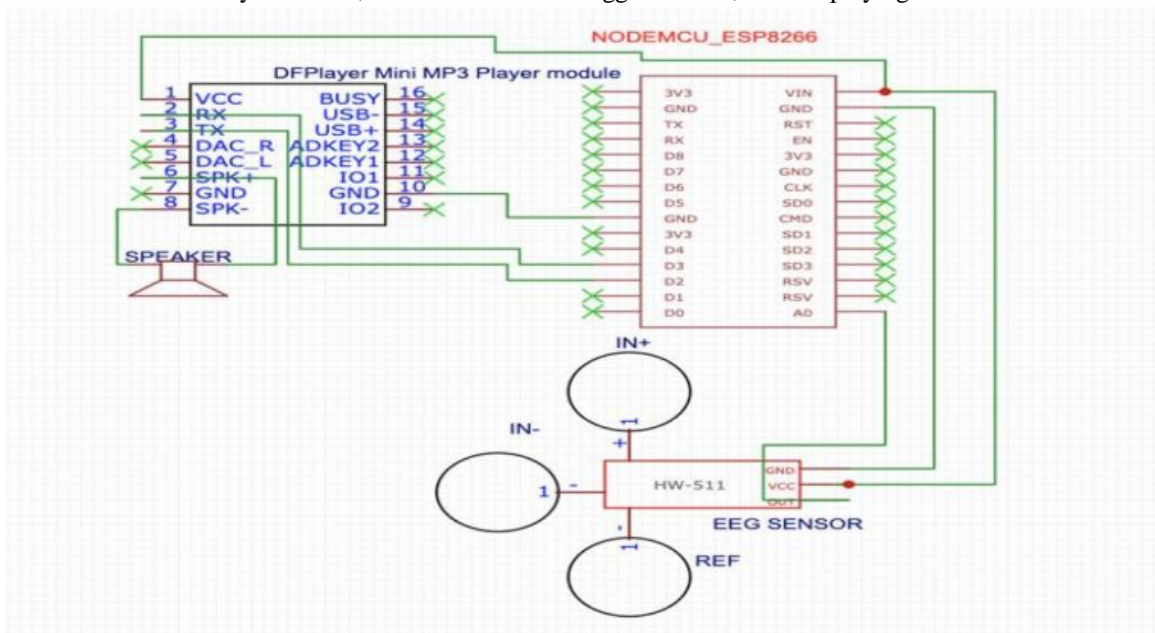 playing
NODEMCU_ESP8266
DFPlayer Mini MP3 Player module
1 VCC BUSY 16
2 RX USB- 15
3 TX USB+ 14
4 DAC_R ADKEY2 13
5 DAC_L ADKEY1 12
6 SPK+ IO1 11
7 GND GND 10
8 SPK- IO2 9
SPEAKER
3V3 VIN
GND GND
TX RST
RX EN
D8 3V3
D7 GND
D6 CLK
D5 SD0
GND CMD
3V3 SD1
D4 SD2
D3 SD3
D2 RSV
D1 RSV
D0 A0
IN+
1
+
IN-
1 -
HW-511
GND
VCC
OUT
EEG SENSOR
-
1
REF